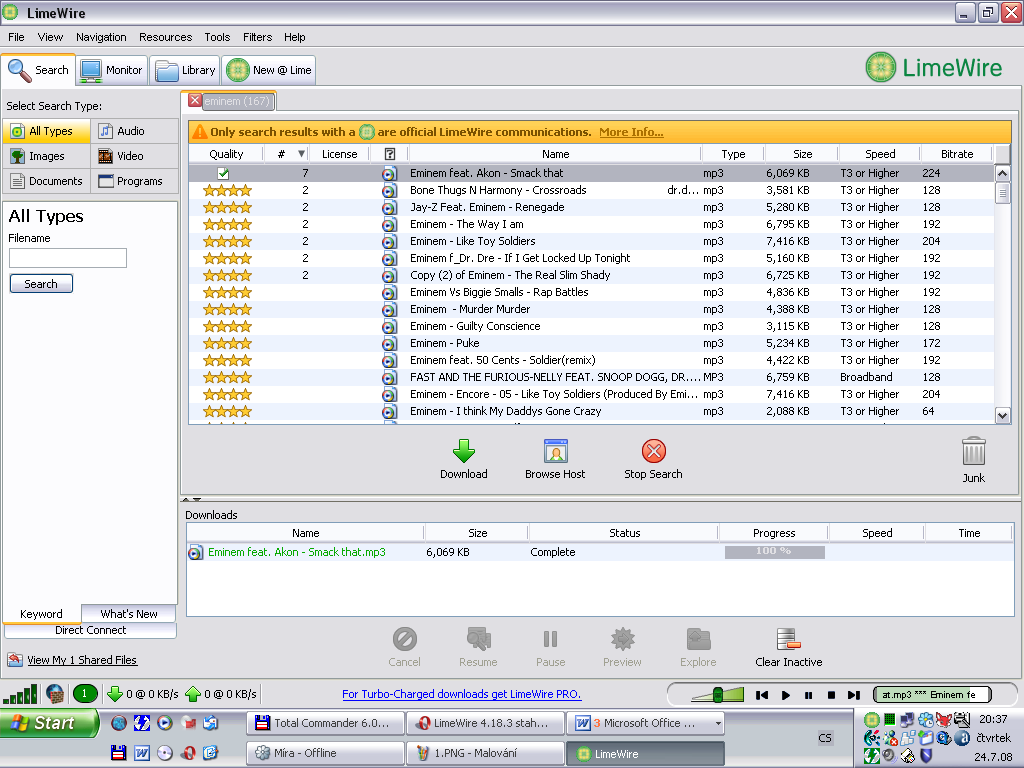 LimeWire
File View Navigation Resources Tools Filters Help
Search Monitor Library New @ Lime
LimeWire
Select Search Type:
All Types Audio
Images Video
Documents Programs
All Types
Filename
Search
Keyword What's New
Direct Connect
View My 1 Shared Files
eminem (167)
Only search results with a are official LimeWire communications. More Info...
Quality # License ? Name Type Size Speed Bitrate
7 Eminem feat. Akon - Smack that mp3 6,069 KB T3 or Higher 224
2 Bone Thugs N Harmony - Crossroads dr.d... mp3 3,581 KB T3 or Higher 128
2 Jay-Z Feat. Eminem - Renegade mp3 5,280 KB T3 or Higher 128
2 Eminem - The Way I am mp3 6,795 KB T3 or Higher 192
2 Eminem - Like Toy Soldiers mp3 7,416 KB T3 or Higher 204
2 Eminem f_Dr. Dre - If I Get Locked Up Tonight mp3 5,160 KB T3 or Higher 192
2 Copy (2) of Eminem - The Real Slim Shady mp3 6,725 KB T3 or Higher 192
Eminem Vs Biggie Smalls - Rap Battles mp3 4,836 KB T3 or Higher 192
Eminem - Murder Murder mp3 4,388 KB T3 or Higher 128
Eminem - Guilty Conscience mp3 3,115 KB T3 or Higher 128
Eminem - Puke mp3 5,234 KB T3 or Higher 172
Eminem feat. 50 Cents - Soldier(remix) mp3 4,422 KB T3 or Higher 192
FAST AND THE FURIOUS-NELLY FEAT. SNOOP DOGG, DR.... MP3 6,759 KB Broadband 128
Eminem - Encore - 05 - Like Toy Soldiers (Produced By Emi... mp3 7,416 KB T3 or Higher 204
Eminem - I think My Daddys Gone Crazy mp3 2,088 KB T3 or Higher 64
Download Browse Host Stop Search Junk
Downloads
Name Size Status Progress Speed Time
Eminem feat. Akon - Smack that.mp3 6,069 KB Complete 100 %
Cancel Resume Pause Preview Explore Clear Inactive
1 0 @ 0 KB/s 0 @ 0 KB/s For Turbo-Charged downloads get LimeWire PRO. at.mp3 *** Eminem fe
Start Total Commander 6.0... LimeWire 4.18.3 stah... 3 Microsoft Office ... 20:37
CS čtvrtek
Míra - Offline 1.PNG - Malování LimeWire 24.7.08